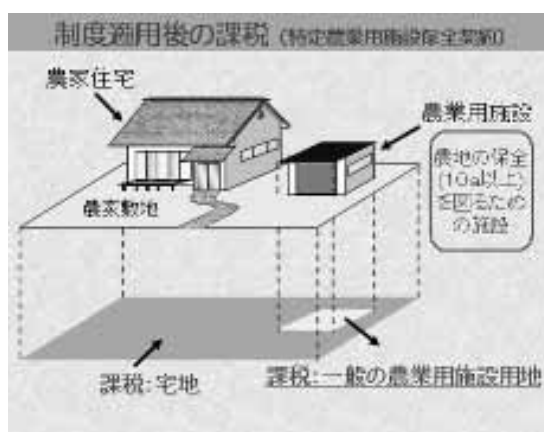 制度適用後の課税 (特定農業用施設保全契約)
農家住宅
農業用施設
農地の保全
(10a以上)
を図るため
の施設
農家敷地
課税:宅地
課税:一般の農業用施設用地